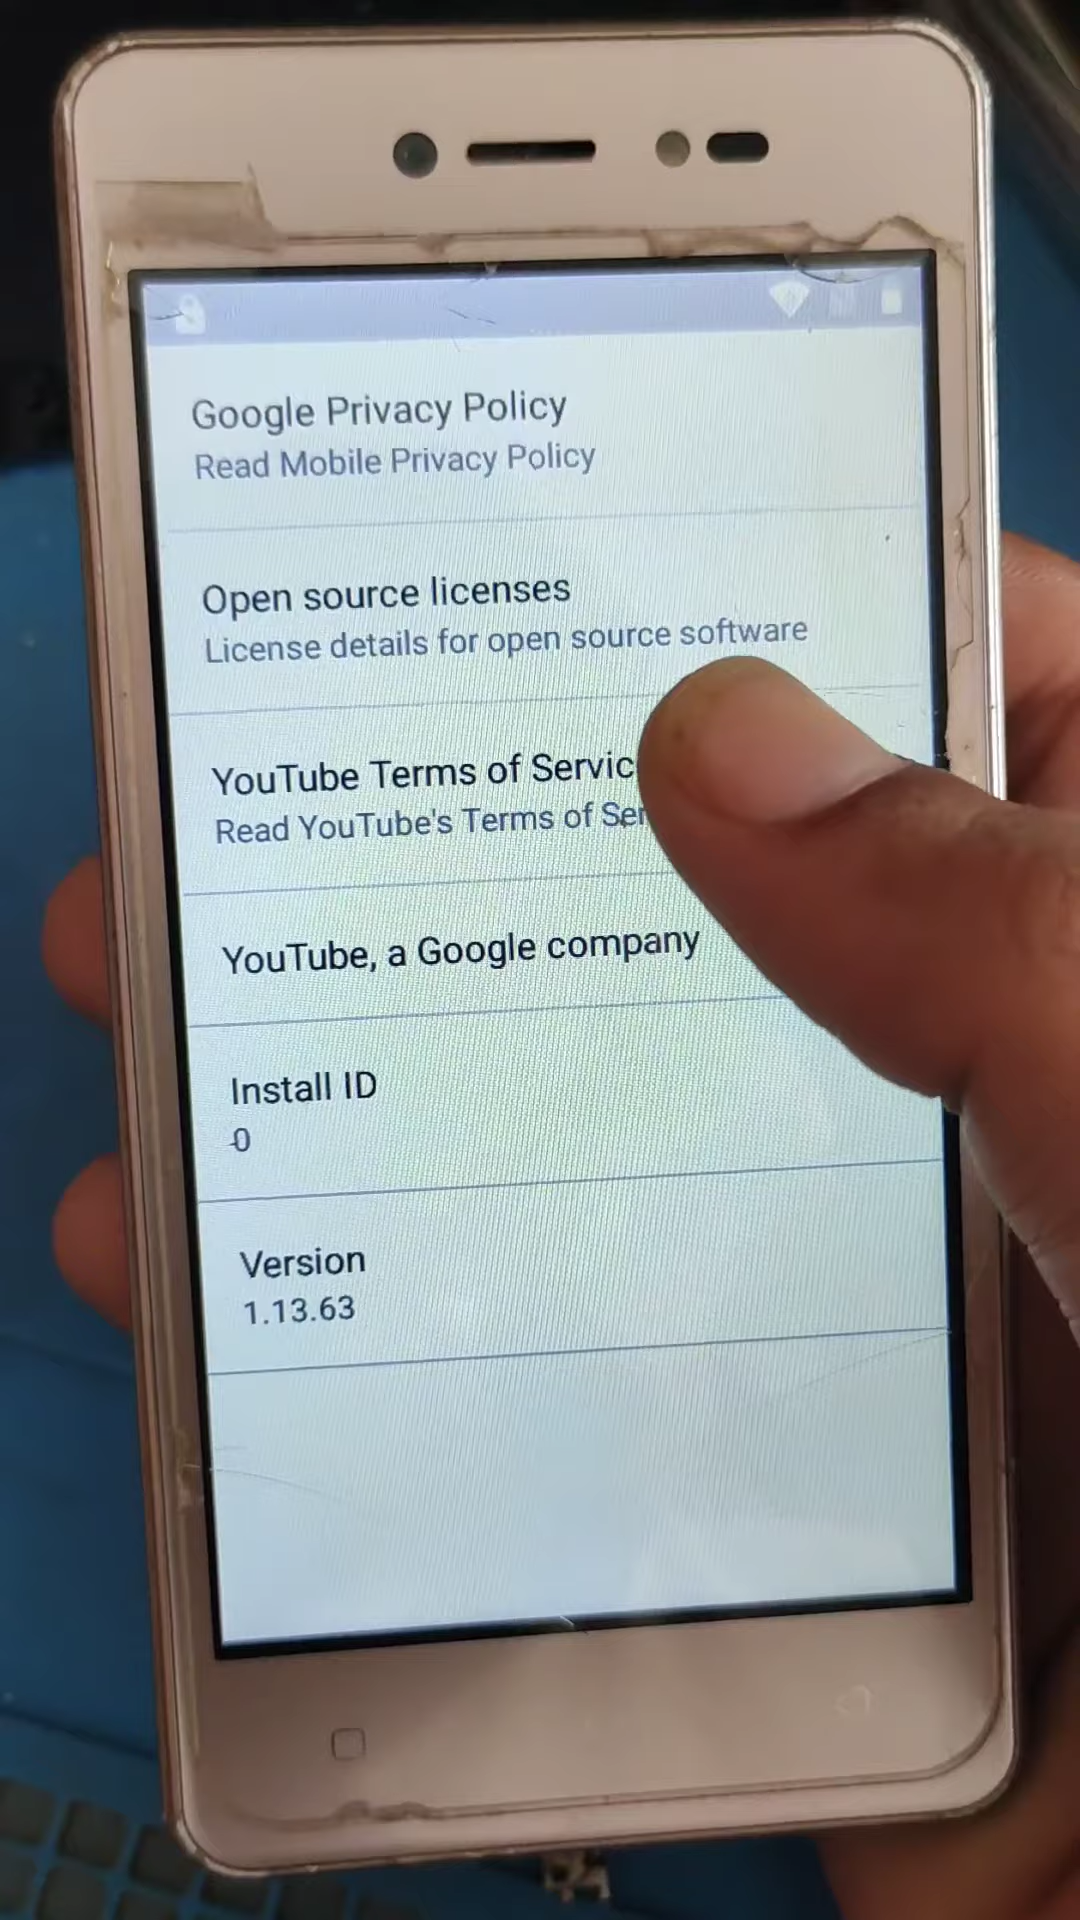 Google Privacy Policy
Read Mobile Privacy Policy
Open source licenses
License details for open source software
YouTube Terms of Servic
Read YouTube's Terms of Ser
YouTube, a Google company
Install ID
-0
Version
1.13.63